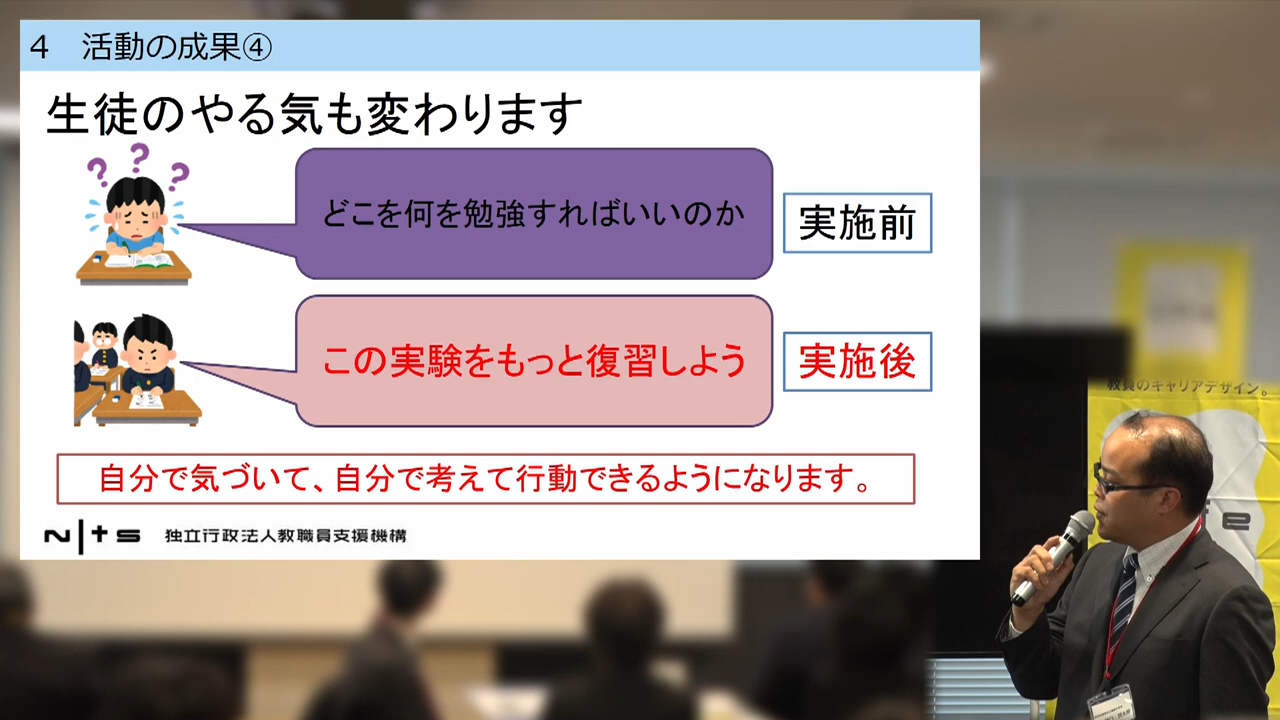 4 活動の成果④
生徒のやる気も変わります
? ? ?
どこを何を勉強すればいいのか
実施前
この実験をもっと復習しよう
実施後
自分で気づいて、自分で考えて行動できるようになります。
NITS 独立行政法人教職員支援機構
教員のキャリアデザイン。